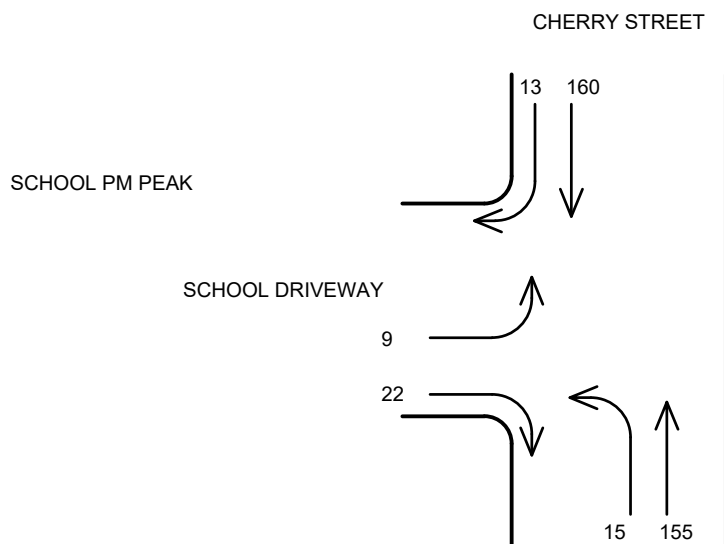 CHERRY STREET
13 160
SCHOOL PM PEAK
SCHOOL DRIVEWAY
9
22
15 155